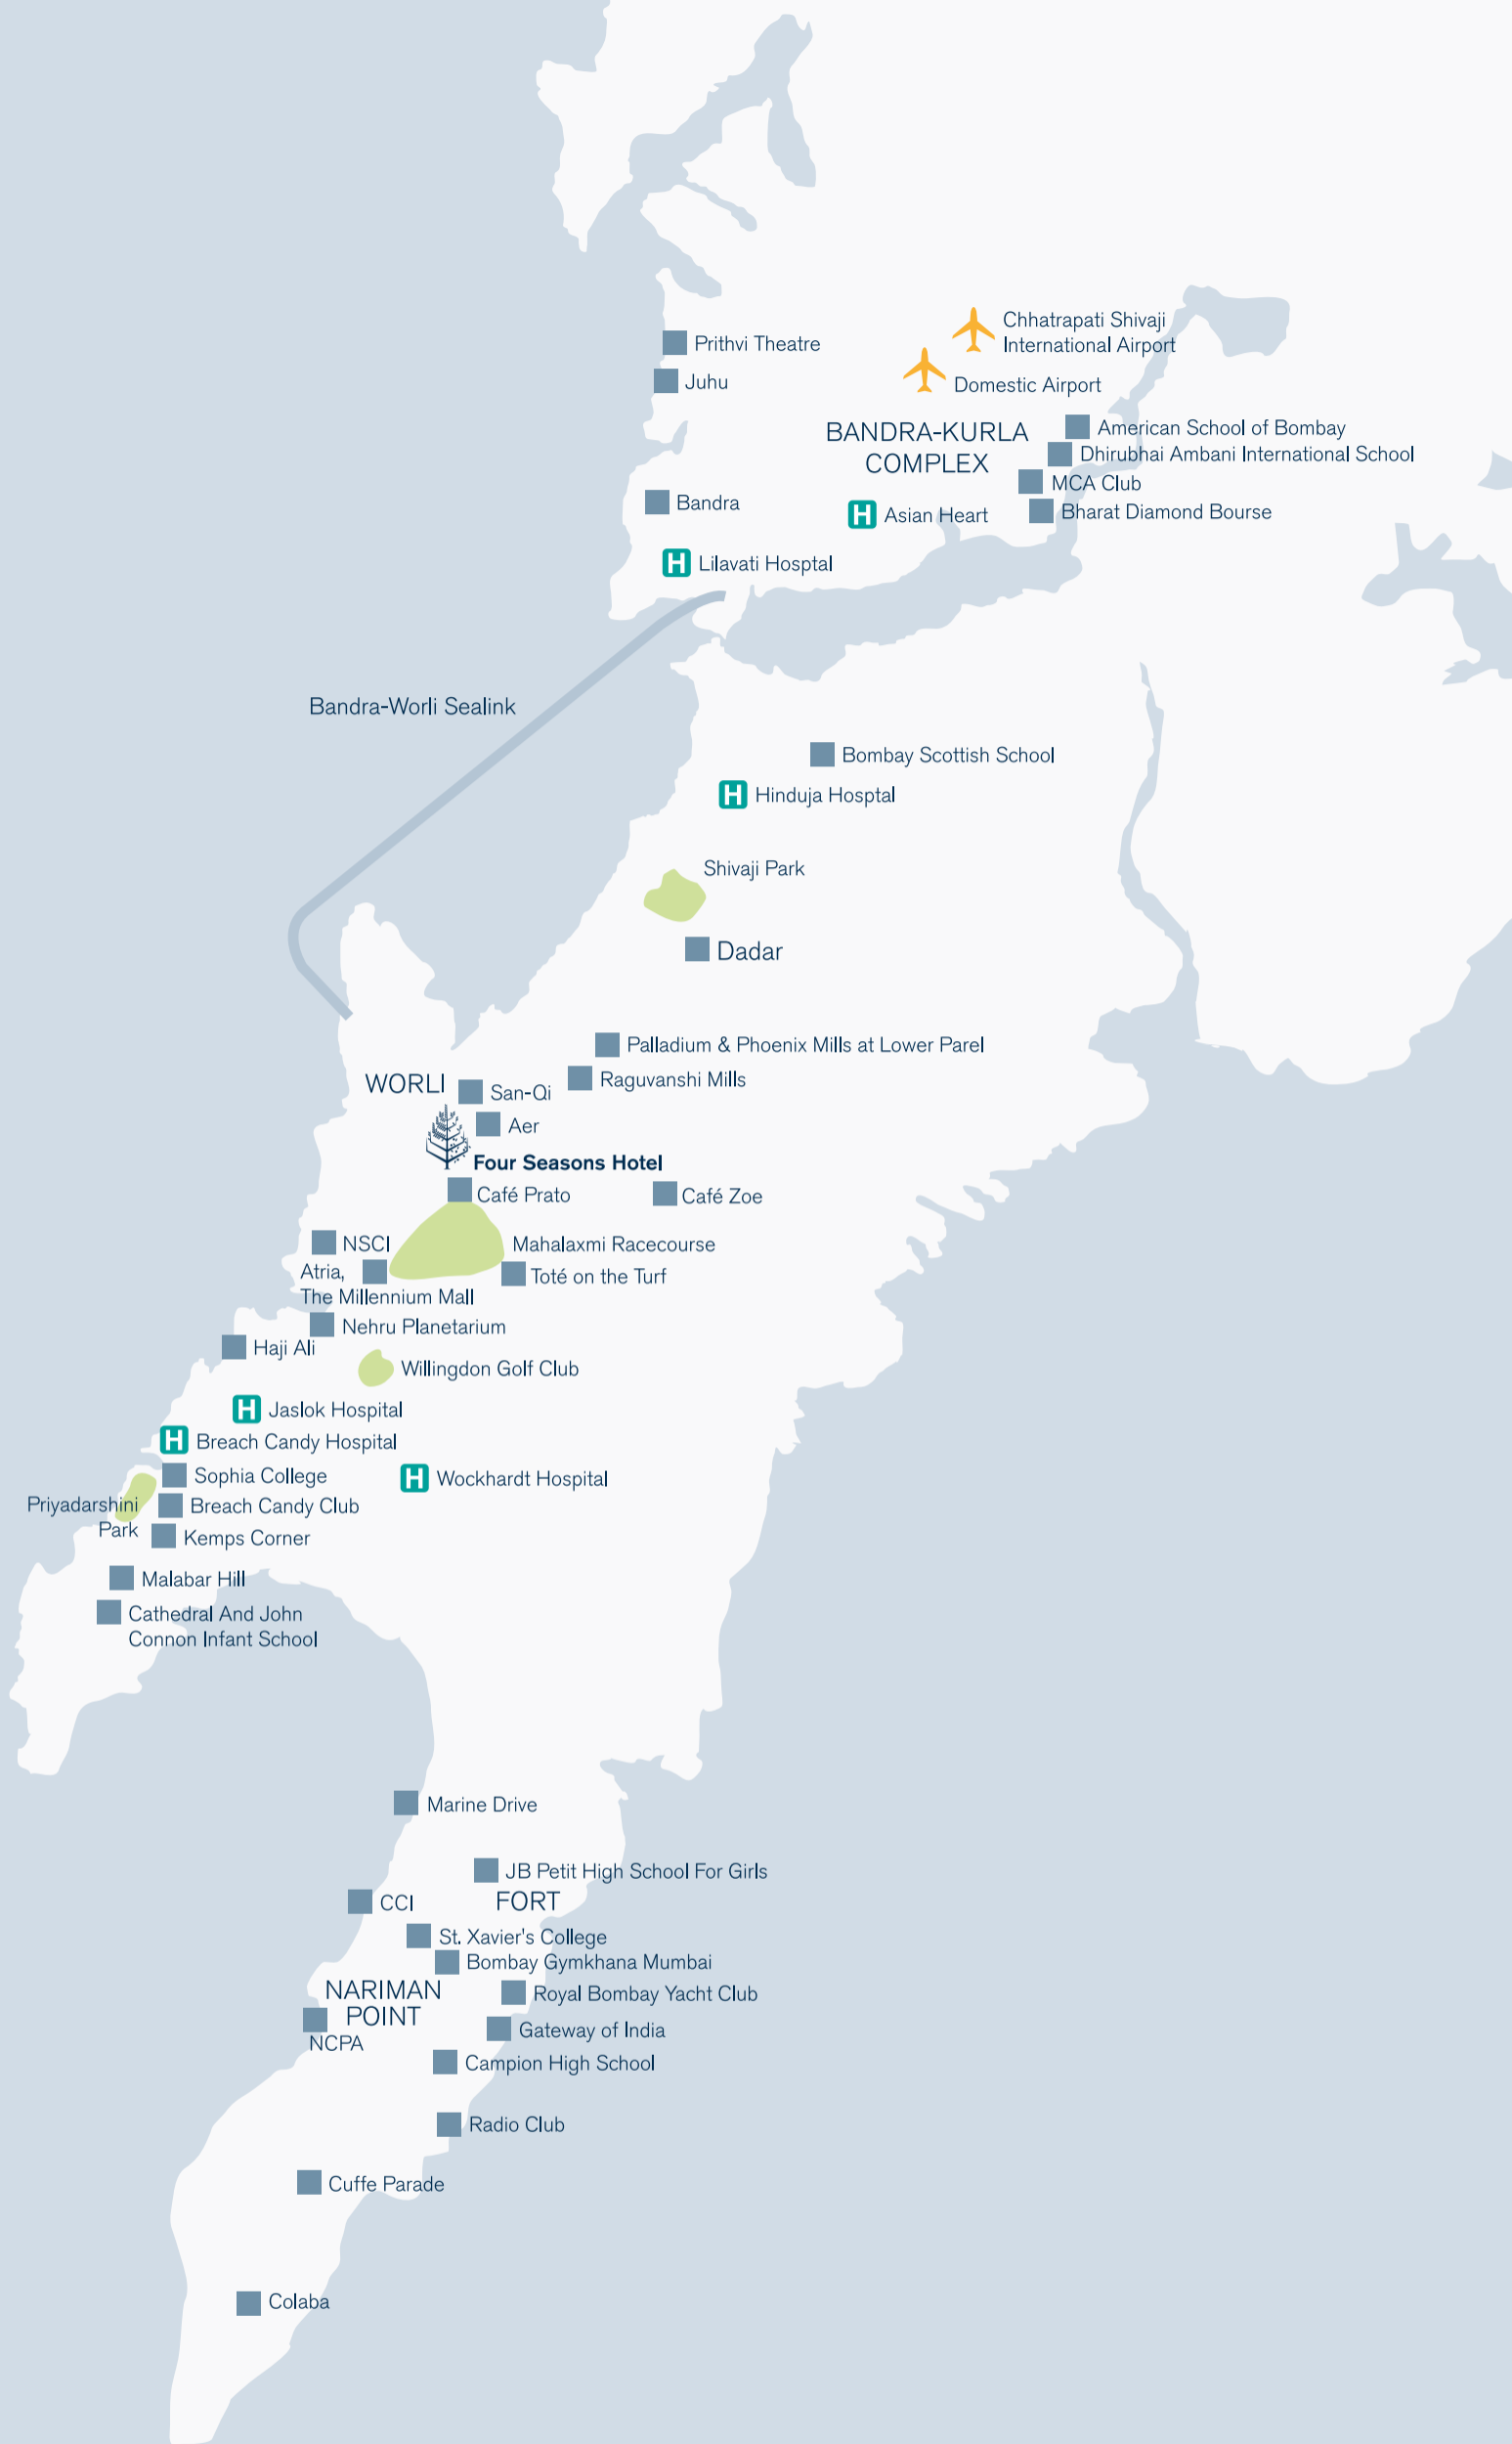 Chhatrapati Shivaji
International Airport
Prithvi Theatre
Juhu
Domestic Airport
BANDRA-KURLA
COMPLEX
American School of Bombay
Dhirubhai Ambani International School
MCA Club
Bharat Diamond Bourse
Bandra
H Asian Heart
H Lilavati Hosptal
Bandra-Worli Sealink
Bombay Scottish School
H Hinduja Hosptal
Shivaji Park
Dadar
Palladium & Phoenix Mills at Lower Parel
Raguvanshi Mills
WORLI
San-Qi
Aer
Four Seasons Hotel
Café Prato
Café Zoe
NSCI
Mahalaxmi Racecourse
Atria,
The Millennium Mall
Toté on the Turf
Nehru Planetarium
Haji Ali
Willingdon Golf Club
H Jaslok Hospital
H Breach Candy Hospital
Sophia College
H Wockhardt Hospital
Priyadarshini
Park
Breach Candy Club
Kemps Corner
Malabar Hill
Cathedral And John
Connon Infant School
Marine Drive
JB Petit High School For Girls
CCI
FORT
St. Xavier's College
Bombay Gymkhana Mumbai
NARIMAN
POINT
Royal Bombay Yacht Club
NCPA
Gateway of India
Campion High School
Radio Club
Cuffe Parade
Colaba